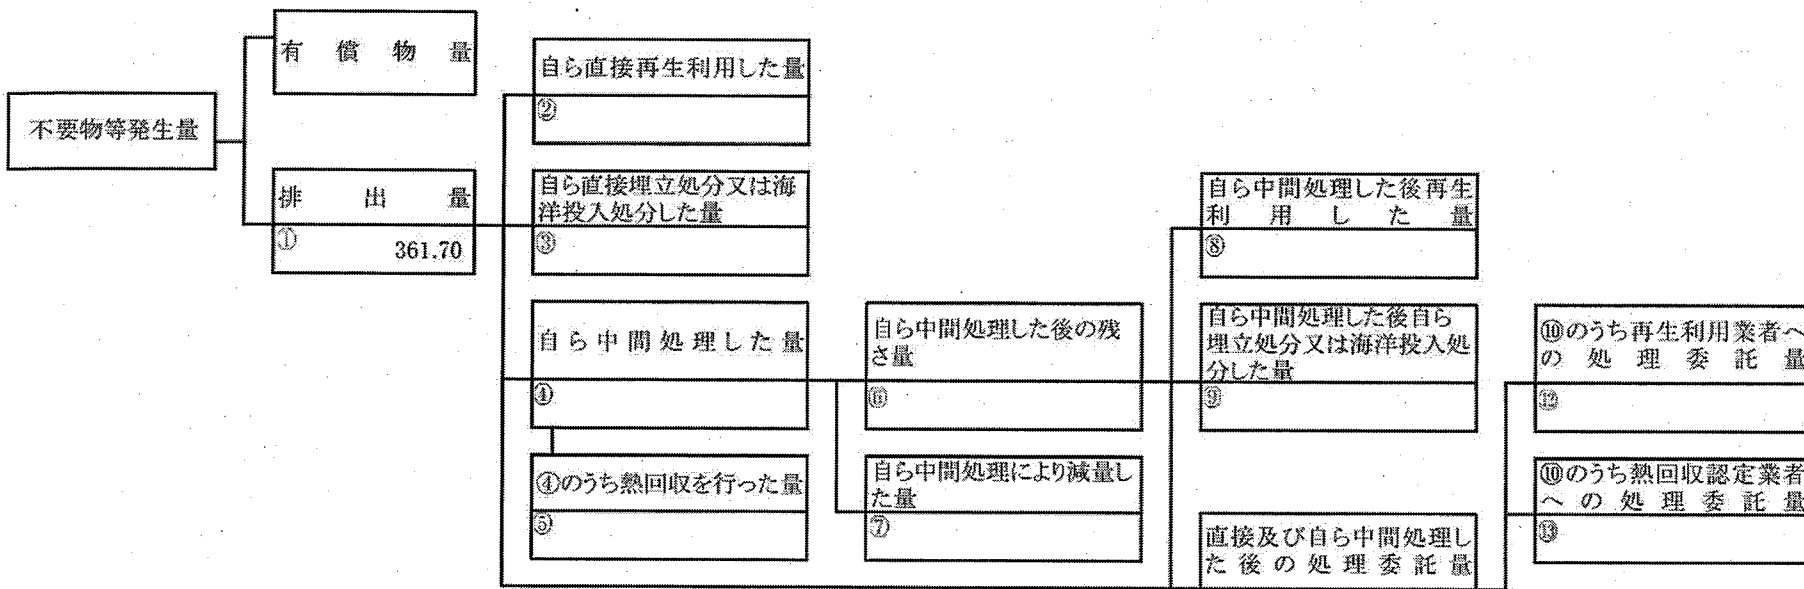 有償物量
不要物等発生量
排出量
①
361.70
自ら直接再生利用した量
②
自ら直接埋立処分又は海
洋投入処分した量
③
自ら中間処理した量
④
④のうち熱回収を行った量
⑤
自ら中間処理した後の残
さ量
⑥
自ら中間処理により減量し
た量
⑦
自ら中間処理した後再生
利用した量
⑧
自ら中間処理した後自ら
埋立処分又は海洋投入処
分した量
⑨
直接及び自ら中間処理し
た後の処理委託量
⑩のうち再生利用業者へ
の処理委託量
⑫
⑩のうち熱回収認定業者
への処理委託量
⑬